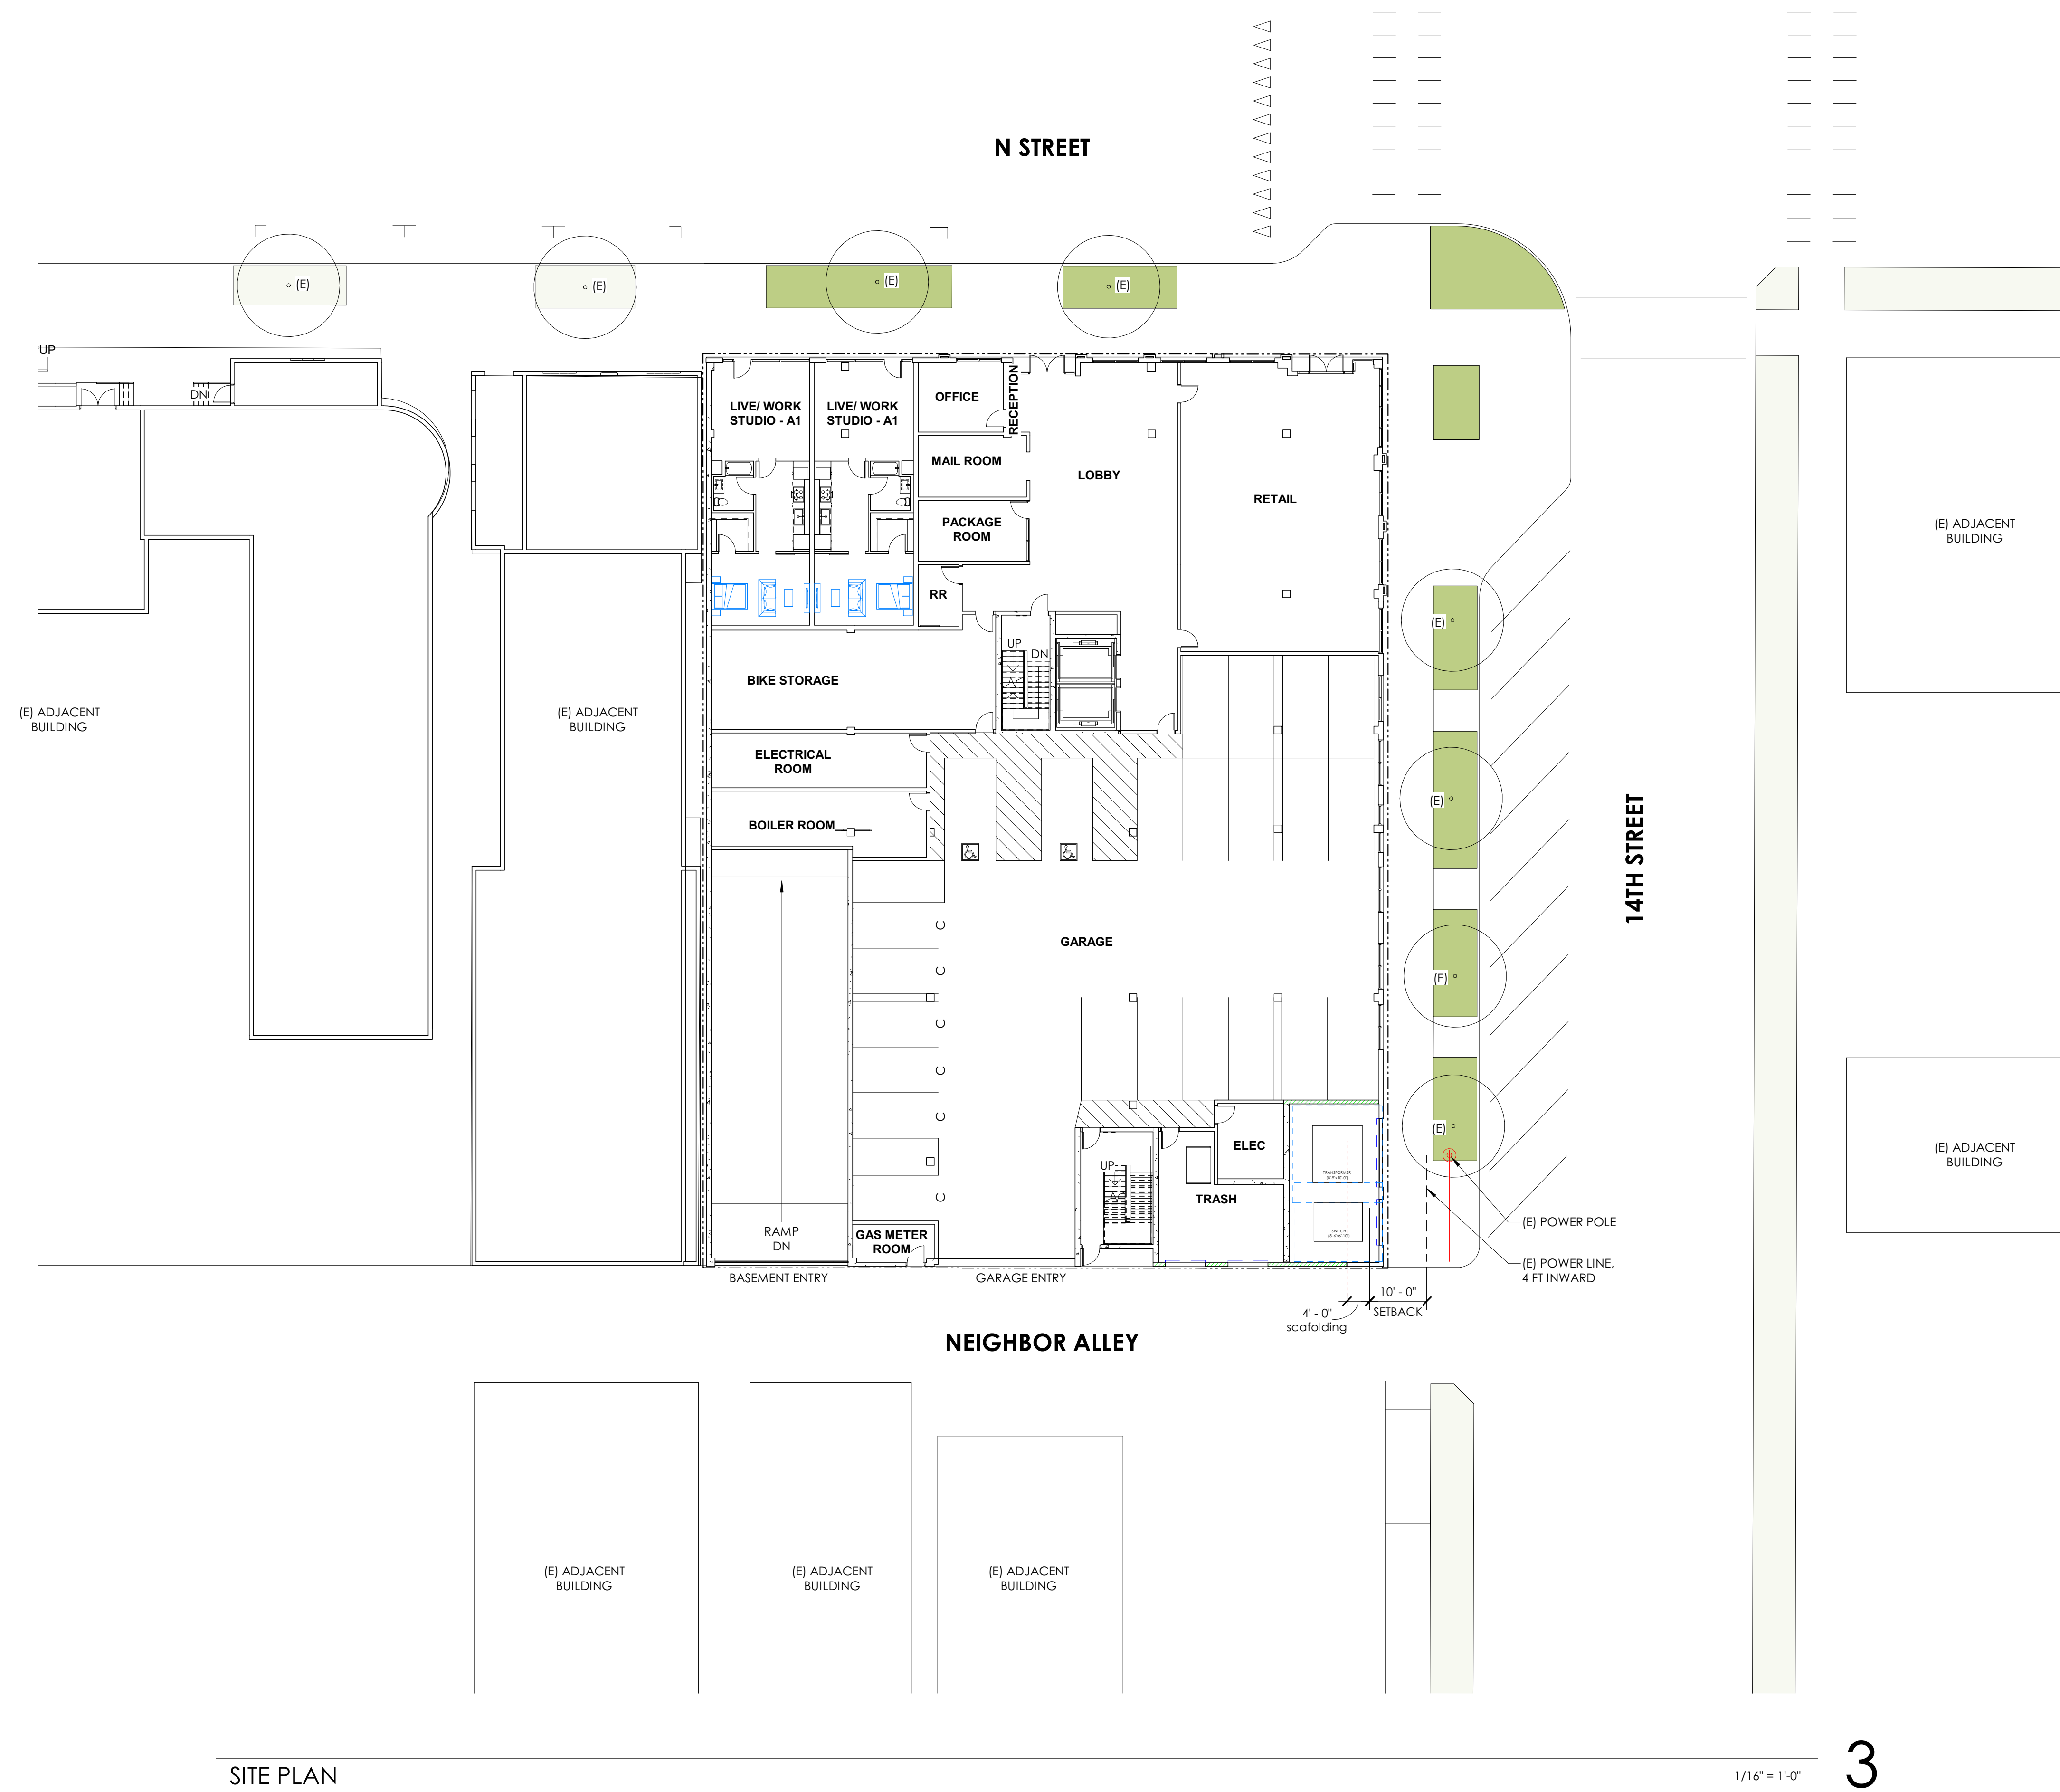 N STREET
(E)
(E)
(E)
(E)
UP
DN
LIVE/ WORK
STUDIO - A1
LIVE/ WORK
STUDIO - A1
OFFICE
RECEPTION
MAIL ROOM
LOBBY
RETAIL
PACKAGE
ROOM
RR
(E) ADJACENT
BUILDING
(E)
UP
DN
BIKE STORAGE
(E) ADJACENT
BUILDING
(E) ADJACENT
BUILDING
ELECTRICAL
ROOM
(E)
BOILER ROOM
14TH STREET
C
GARAGE
C
(E)
C
C
C
(E)
ELEC
(E) ADJACENT
BUILDING
UP
TRANSFORMER
TRASH
C
SWITCH
RAMP
DN
GAS METER
ROOM
(E) POWER POLE
(E) POWER LINE,
4 FT INWARD
BASEMENT ENTRY
GARAGE ENTRY
10' - 0"
SETBACK
4' - 0"
scafolding
NEIGHBOR ALLEY
(E) ADJACENT
BUILDING
(E) ADJACENT
BUILDING
(E) ADJACENT
BUILDING
SITE PLAN
1/16" = 1'-0"
3